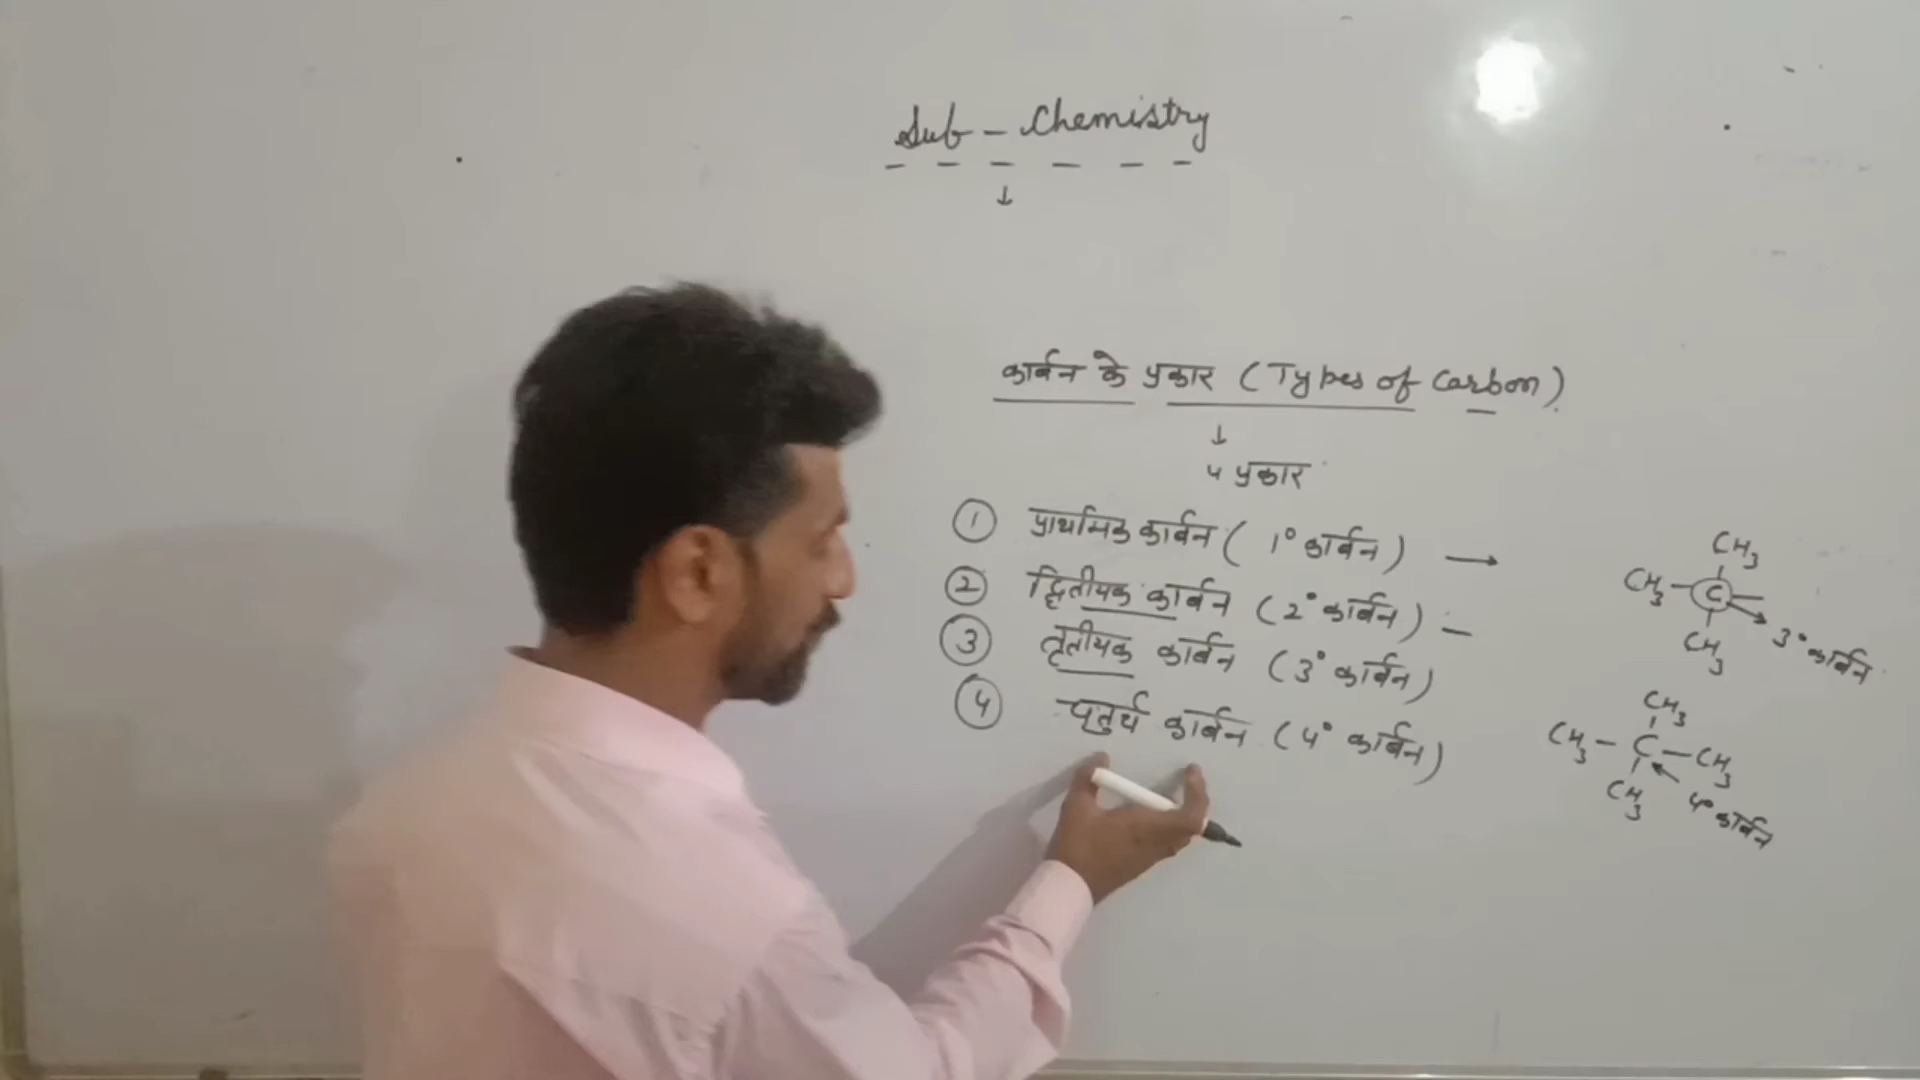 Sub - Chemistry
↓
कार्बन के प्रकार (Types of Carbon)
↓
4 प्रकार
① प्राथमिक कार्बन (1° कार्बन) →
② द्वितीयक कार्बन (2° कार्बन) –
③ तृतीयक कार्बन (3° कार्बन)
④ चतुर्थ कार्बन (4° कार्बन)
CH₃
CH₃ – C –
CH₃
3° कार्बन
CH₃
CH₃ – C – CH₃
CH₃
4° कार्बन